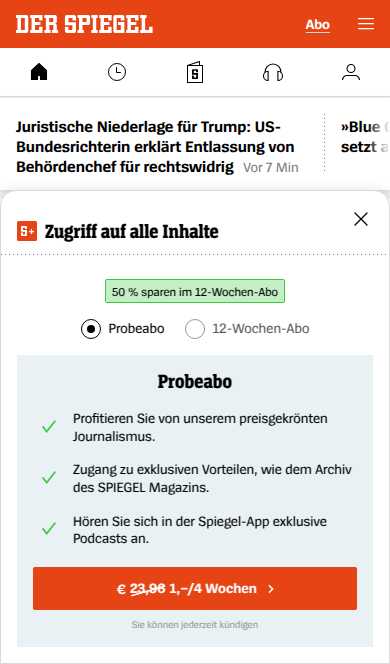 DER SPIEGEL
Abo
Juristische Niederlage für Trump: US-
Bundesrichterin erklärt Entlassung von
Behördenchef für rechtswidrig Vor 7 Min
»Blue
setzt
S+ Zugriff auf alle Inhalte
50 % sparen im 12-Wochen-Abo
Probeabo
12-Wochen-Abo
Probeabo
Profitieren Sie von unserem preisgekrönten
Journalismus.
Zugang zu exklusiven Vorteilen, wie dem Archiv
des SPIEGEL Magazins.
Hören Sie sich in der Spiegel-App exklusive
Podcasts an.
€ 23,96 1,–/4 Wochen
Sie können jederzeit kündigen